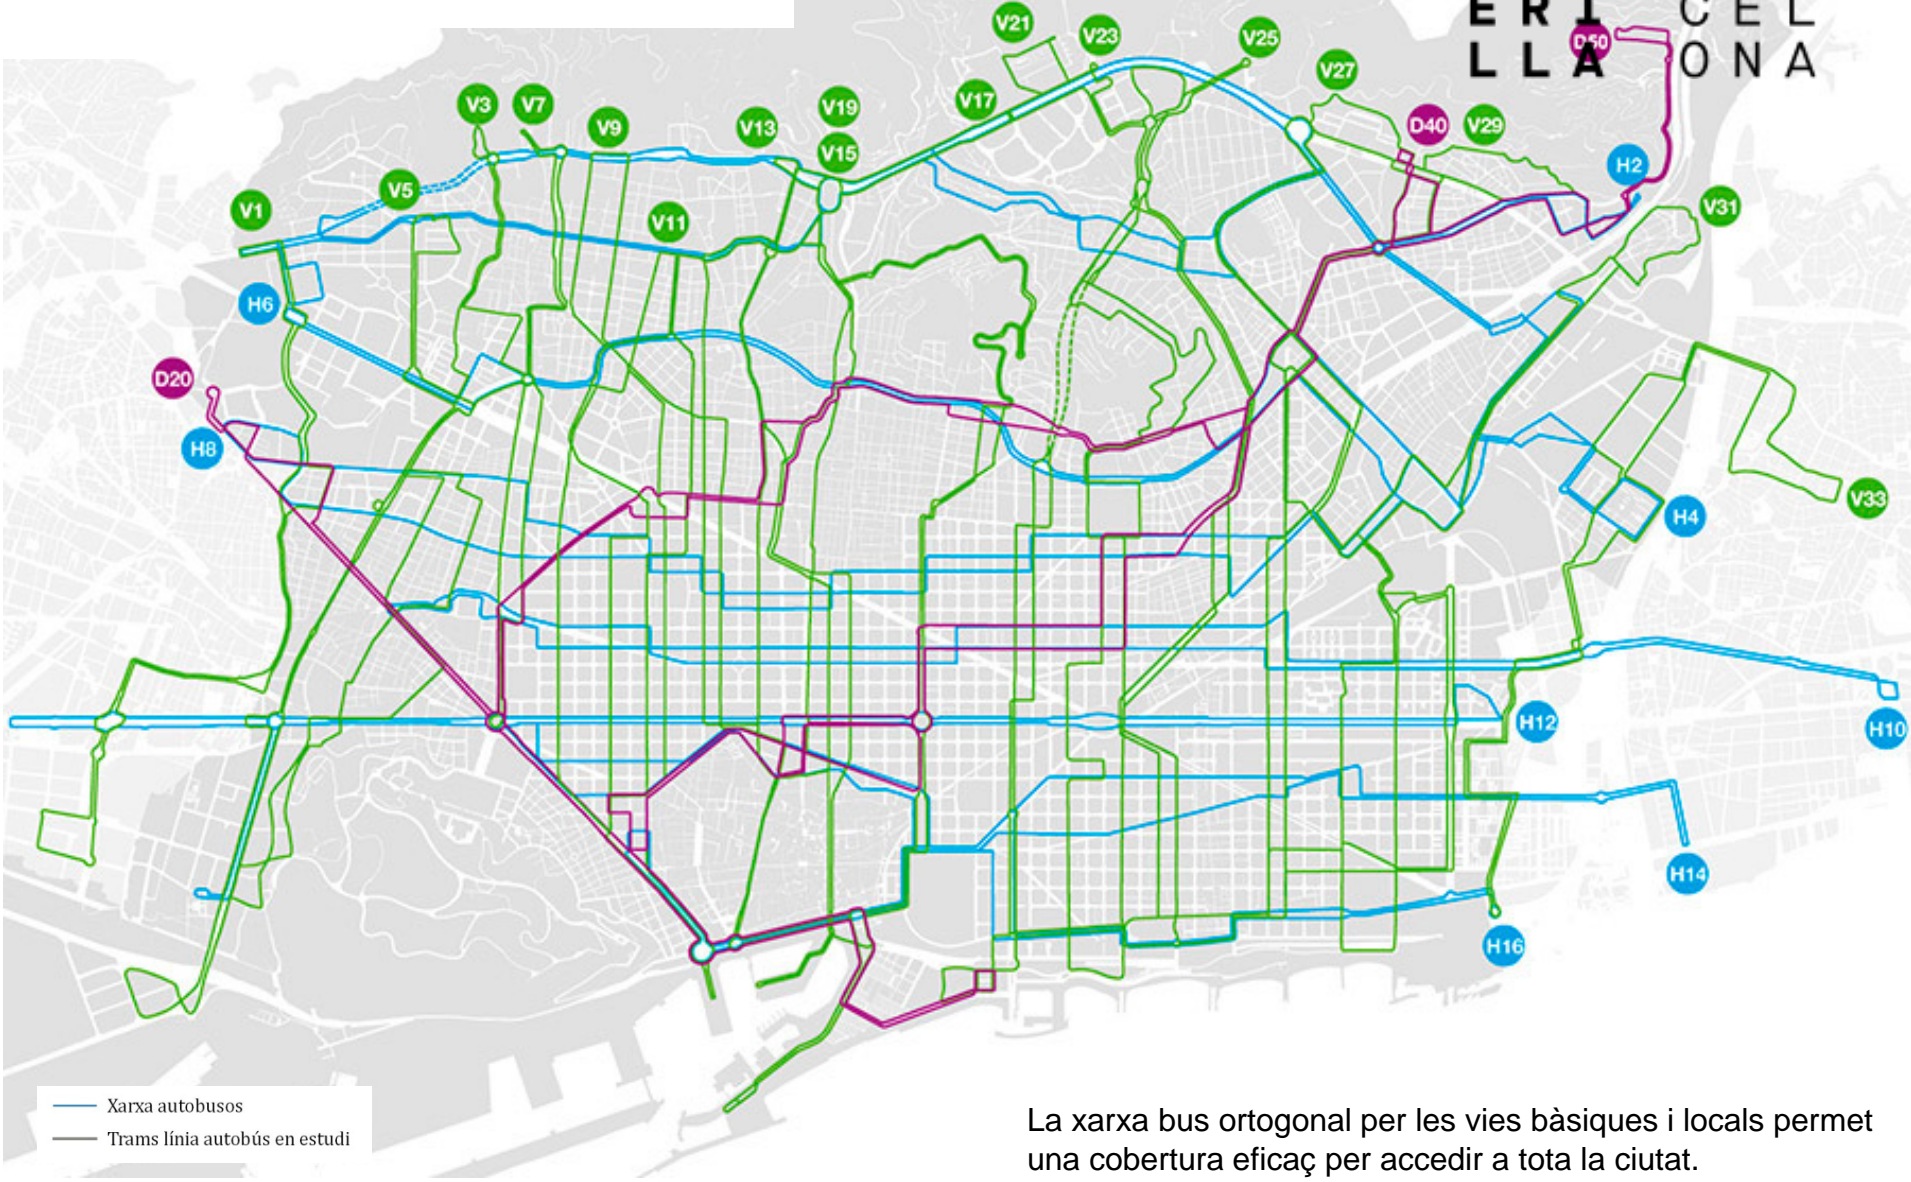 E R I C E L
L L A O N A
V21
V23
V25
D50
V27
V3
V7
V9
V13
V19
V17
D40
V29
V15
H2
V5
V1
V11
V31
H6
D20
H8
V33
H4
H12
H10
H14
H16
Xarxa autobusos
Trams línia autobús en estudi
La xarxa bus ortogonal per les vies bàsiques i locals permet
una cobertura eficaç per accedir a tota la ciutat.